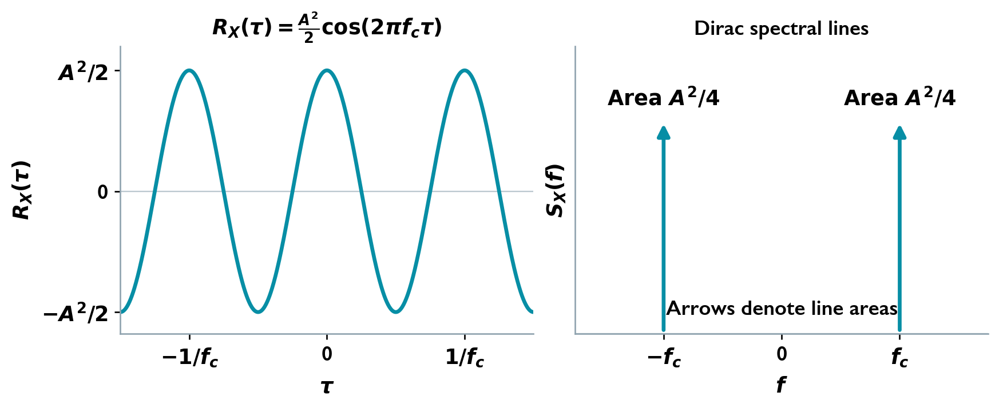 R_X(τ) = A²/2 cos(2πf_cτ)
A²/2
0
−A²/2
R_X(τ)
−1/f_c
0
1/f_c
τ
Dirac spectral lines
Area A²/4
Area A²/4
S_X(f)
Arrows denote line areas
−f_c
0
f_c
f